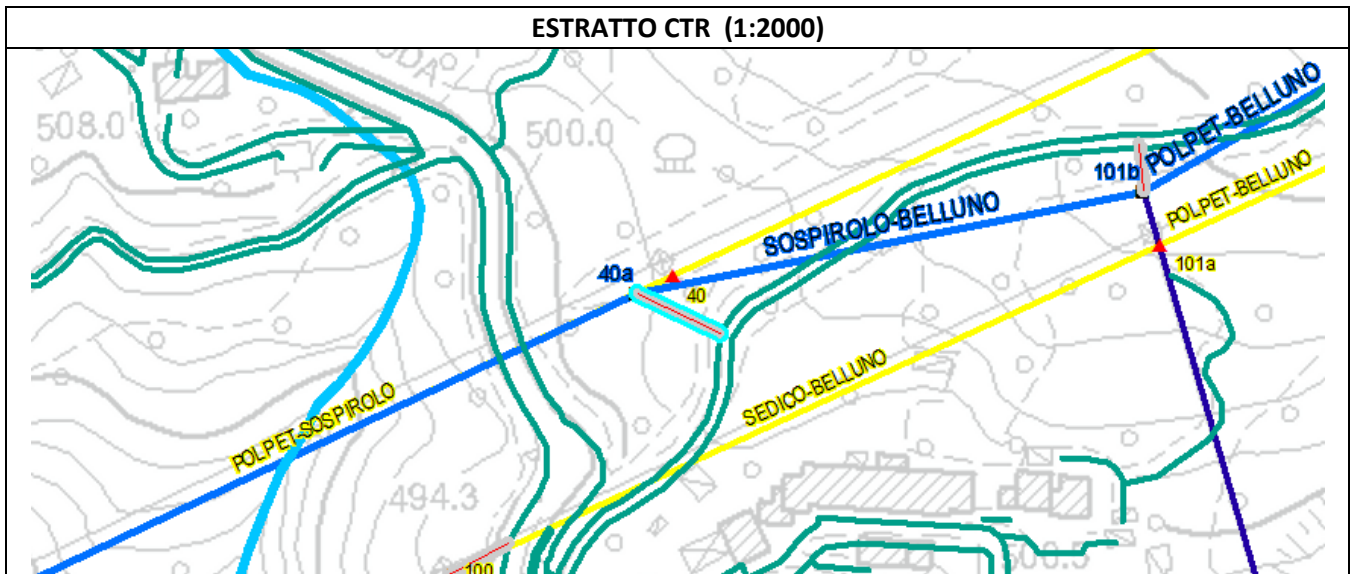 ESTRATTO CTR (1:2000)
508.0
500.0
POLPET-BELLUNO
101b
POLPET-BELLUNO
SOSPIROLO-BELLUNO
40a
40
101a
SEDICO-BELLUNO
POLPET-SOSPIROLO
494.3
100